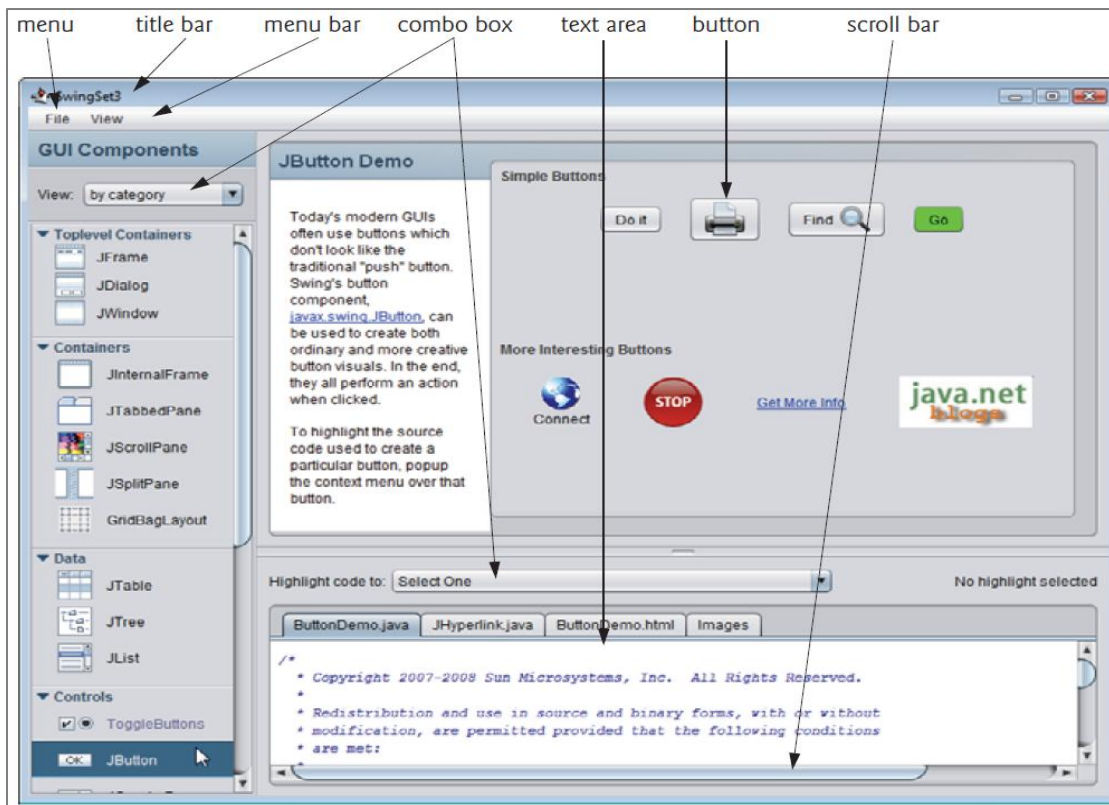 menu title bar menu bar combo box text area button scroll bar
SwingSet3
File View
GUI Components
View: by category
Toplevel Containers
JFrame
JDialog
JWindow
Containers
JInternalFrame
JTabbedPane
JScrollPane
JSplitPane
GridBagLayout
Data
JTable
JTree
JList
Controls
ToggleButtons
OK JButton
JButton Demo
Today's modern GUIs
often use buttons which
don't look like the
traditional "push" button.
Swing's button
component,
javax.swing.JButton, can
be used to create both
ordinary and more creative
button visuals. In the end,
they all perform an action
when clicked.
To highlight the source
code used to create a
particular button, popup
the context menu over that
button.
Simple Buttons
Do it Find Go
More Interesting Buttons
Connect STOP Get More Info java.net
blogs
Highlight code to: Select One No highlight selected
ButtonDemo.java JHyperlink.java ButtonDemo.html Images
/*
* Copyright 2007-2008 Sun Microsystems, Inc. All Rights Reserved.
*
* Redistribution and use in source and binary forms, with or without
* modification, are permitted provided that the following conditions
* are met:
*